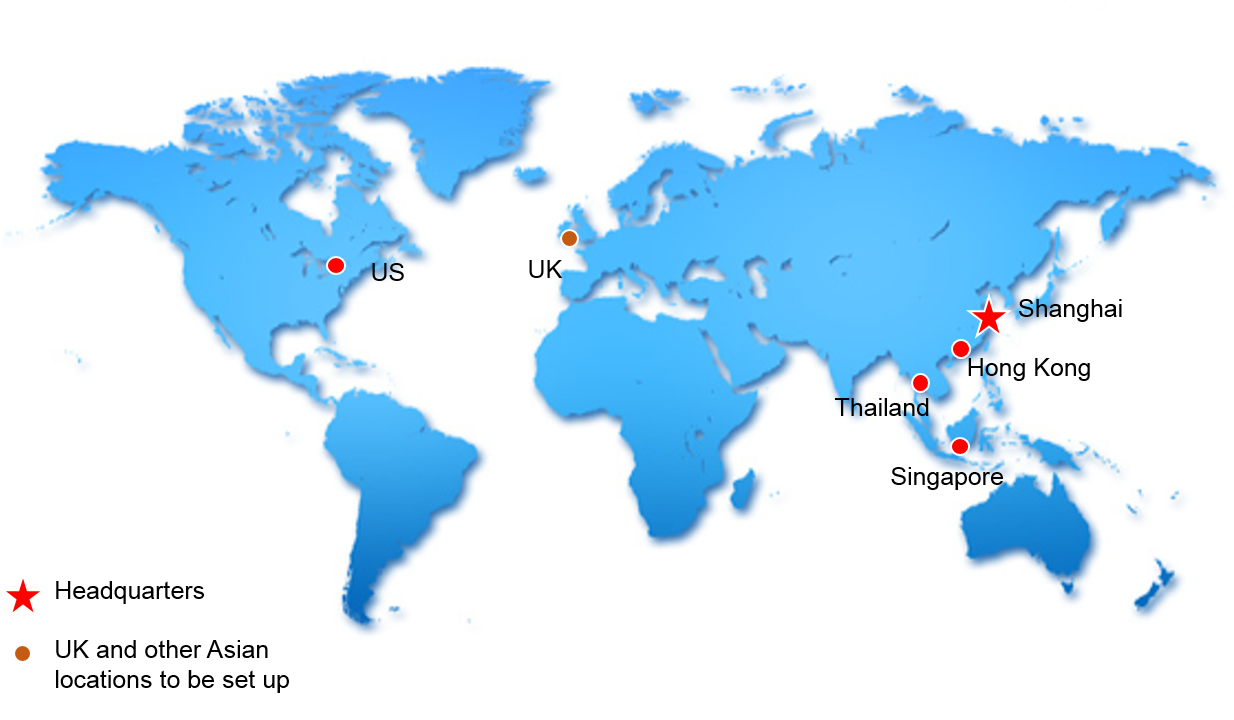 US
UK
Shanghai
Hong Kong
Thailand
Singapore
Headquarters
UK and other Asian
locations to be set up